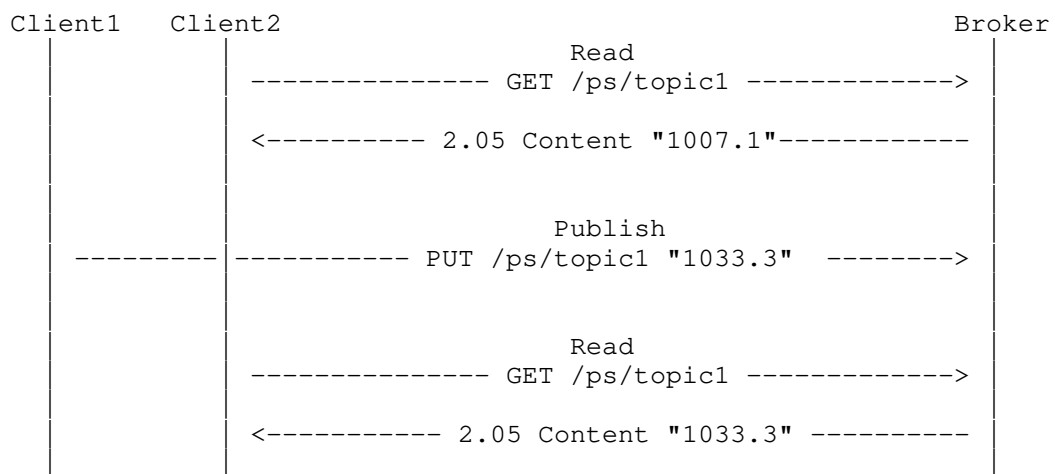 Client1 Client2 Broker
Read
--------------- GET /ps/topic1 ------------->
<---------- 2.05 Content "1007.1"------------
Publish
---------|----------- PUT /ps/topic1 "1033.3" -------->
Read
--------------- GET /ps/topic1 ------------->
<----------- 2.05 Content "1033.3" ----------